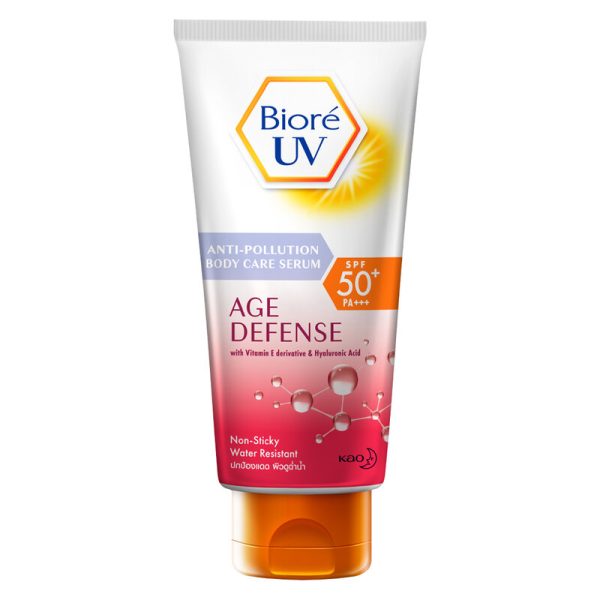 Bioré
UV
ANTI-POLLUTION
BODY CARE SERUM
SPF
50+
PA+++
AGE
DEFENSE
with Vitamin E derivative & Hyaluronic Acid
Non-Sticky
Water Resistant
ปกป้องแดด ผิวดูฉ่ำน้ำ
Kao